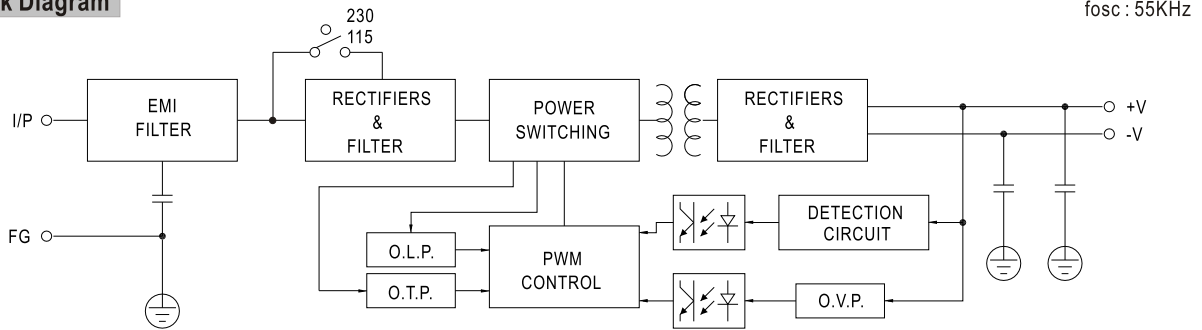 k Diagram
fosc : 55KHz
230
115
I/P
EMI
FILTER
RECTIFIERS
&
FILTER
POWER
SWITCHING
RECTIFIERS
&
FILTER
+V
-V
FG
O.L.P.
O.T.P.
PWM
CONTROL
DETECTION
CIRCUIT
O.V.P.